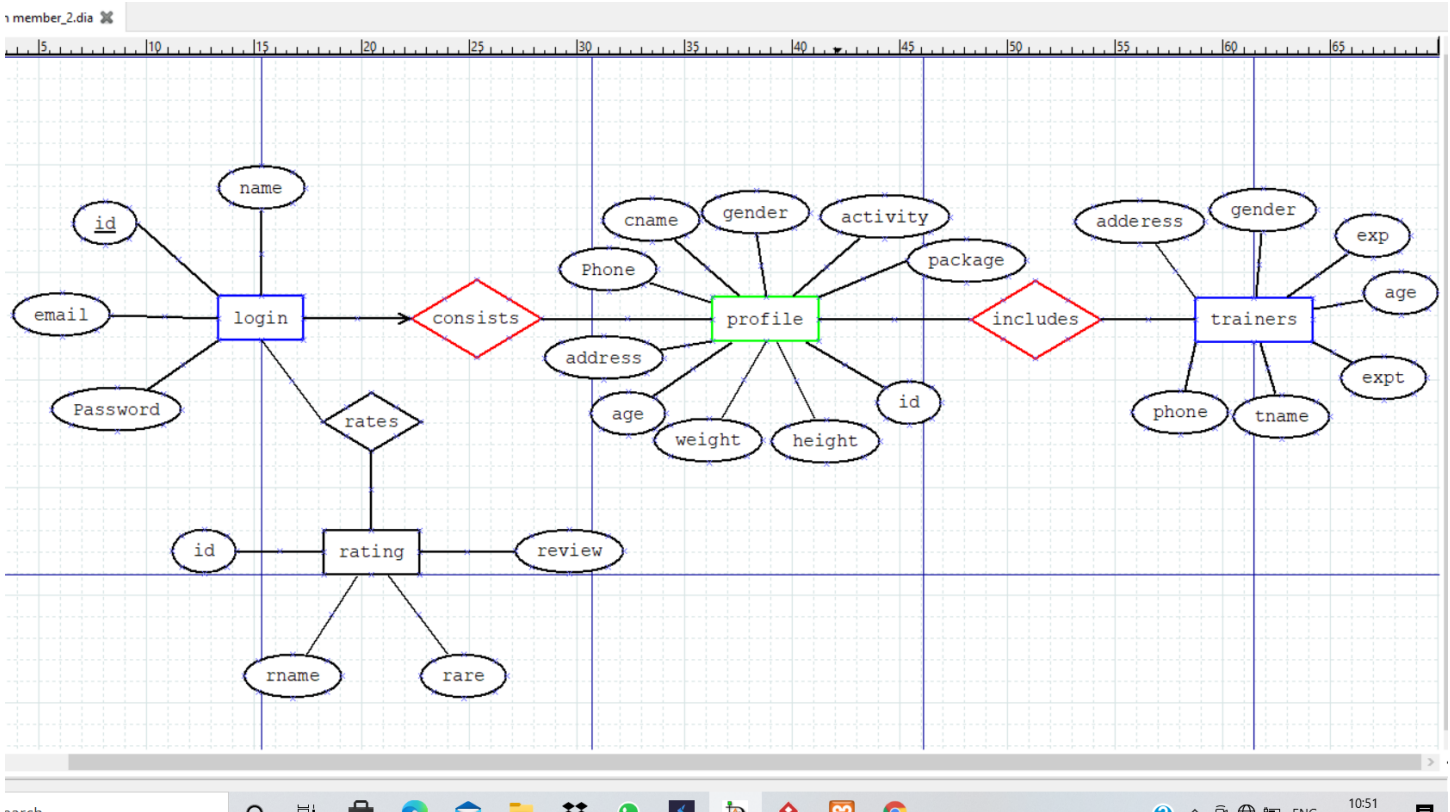 member_2.dia
5 10 15 20 25 30 35 40 45 50 55 60 65
name
id
email
login
Password
consists
rates
id
rating
review
rname
rare
cname
gender
activity
Phone
package
profile
address
age
weight
height
id
includes
adderess
gender
exp
age
trainers
expt
phone
tname
ENG
10:51